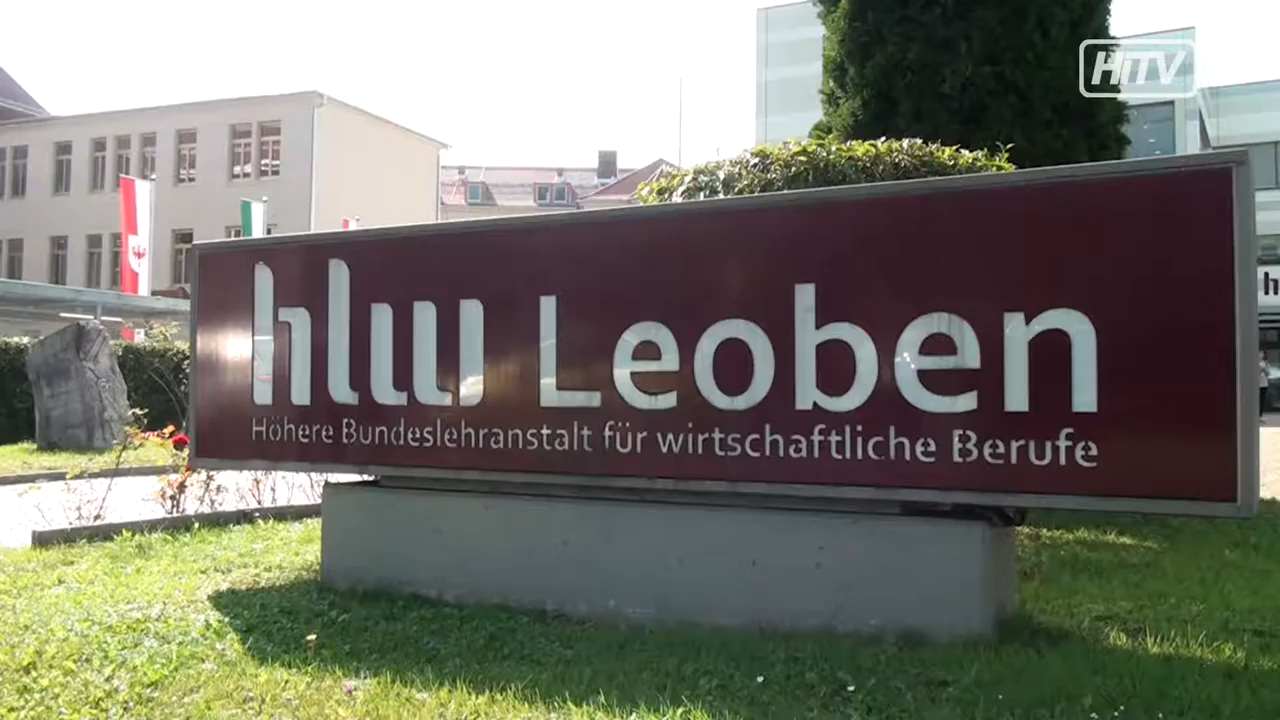 HiTV
hlw Leoben
Höhere Bundeslehranstalt für wirtschaftliche Berufe